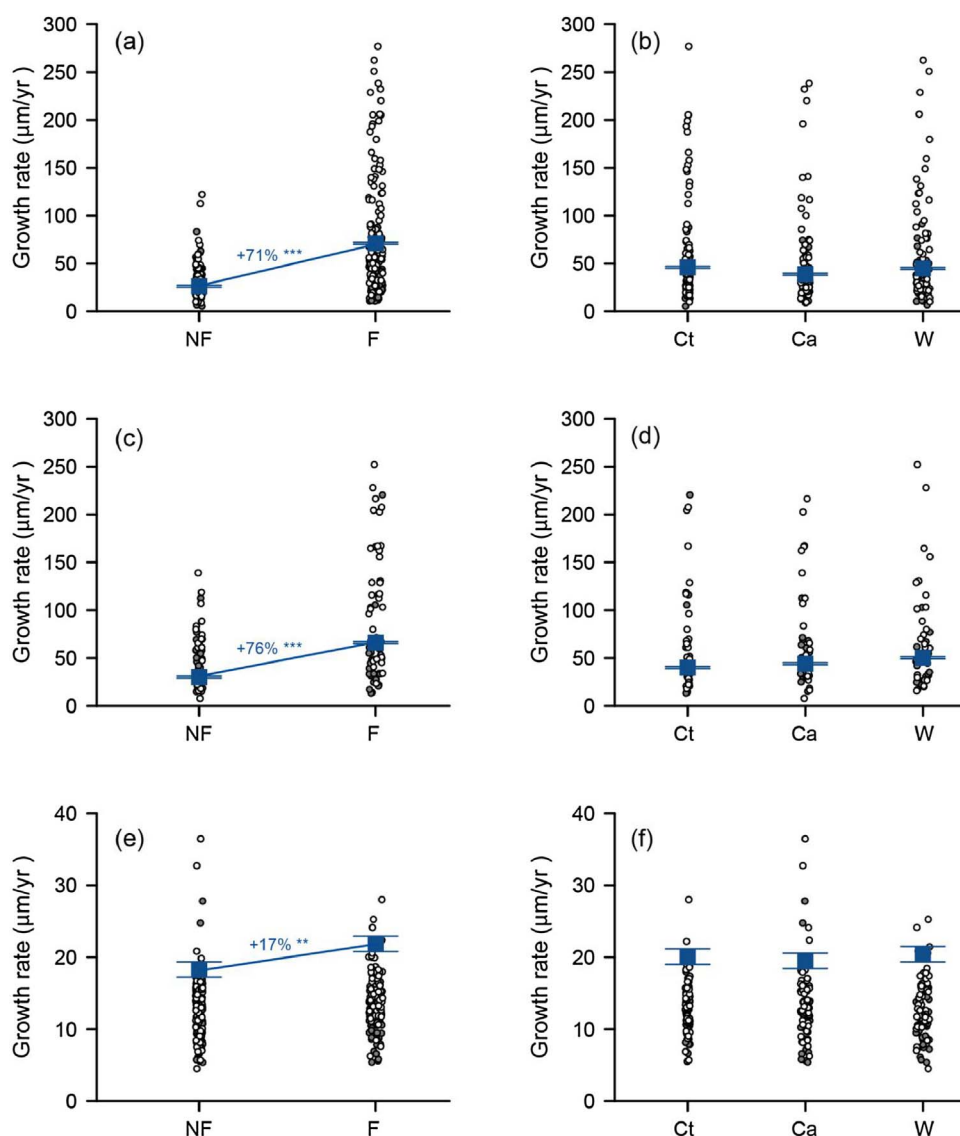 (a)
Growth rate (µm/yr )
300
250
200
150
100
50
0
+71% ***
NF F
(b)
Growth rate (µm/yr )
300
250
200
150
100
50
0
Ct Ca W
(c)
Growth rate (µm/yr )
300
250
200
150
100
50
0
+76% ***
NF F
(d)
Growth rate (µm/yr )
300
250
200
150
100
50
0
Ct Ca W
(e)
Growth rate (µm/yr )
40
30
20
10
0
+17% **
NF F
(f)
Growth rate (µm/yr )
40
30
20
10
0
Ct Ca W